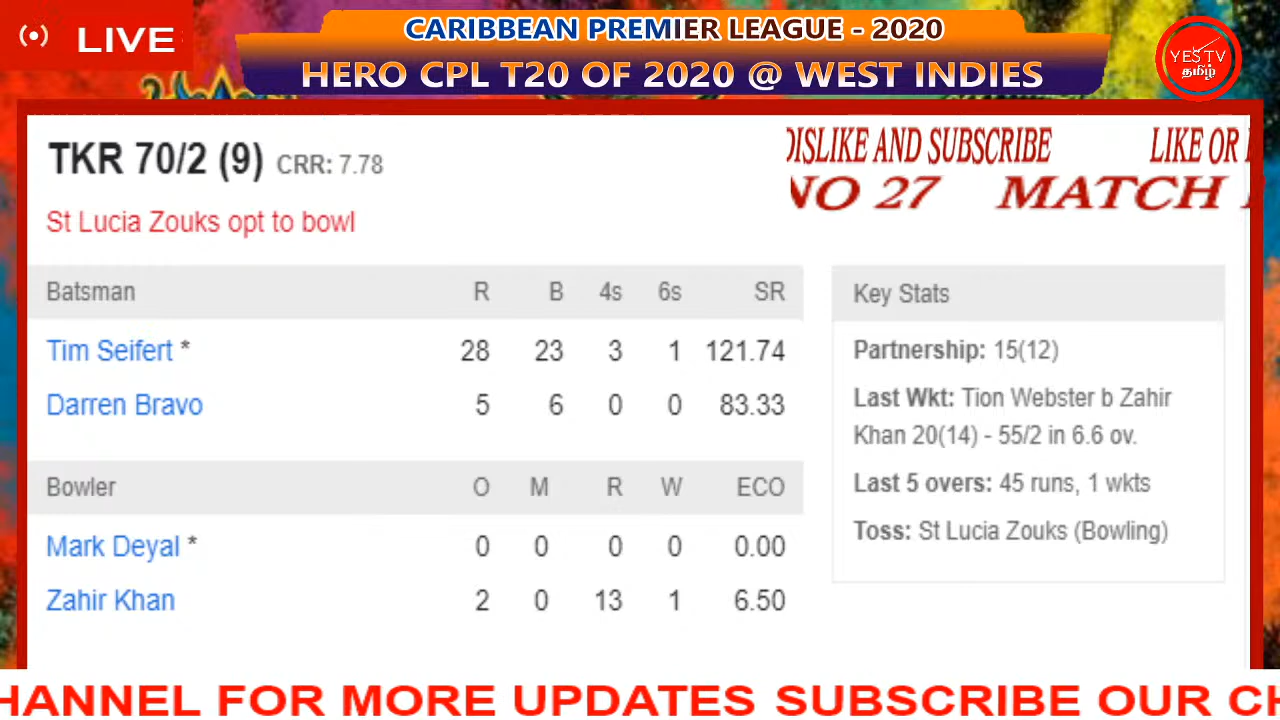 LIVE
CARIBBEAN PREMIER LEAGUE - 2020
HERO CPL T20 OF 2020 @ WEST INDIES
YESTV
தமிழ்
TKR 70/2 (9) CRR: 7.78
DISLIKE AND SUBSCRIBE LIKE OR
NO 27 MATCH
St Lucia Zouks opt to bowl
Batsman R B 4s 6s SR
Tim Seifert * 28 23 3 1 121.74
Darren Bravo 5 6 0 0 83.33
Bowler O M R W ECO
Mark Deyal * 0 0 0 0 0.00
Zahir Khan 2 0 13 1 6.50
Key Stats
Partnership: 15(12)
Last Wkt: Tion Webster b Zahir
Khan 20(14) - 55/2 in 6.6 ov.
Last 5 overs: 45 runs, 1 wkts
Toss: St Lucia Zouks (Bowling)
HANNEL FOR MORE UPDATES SUBSCRIBE OUR CH